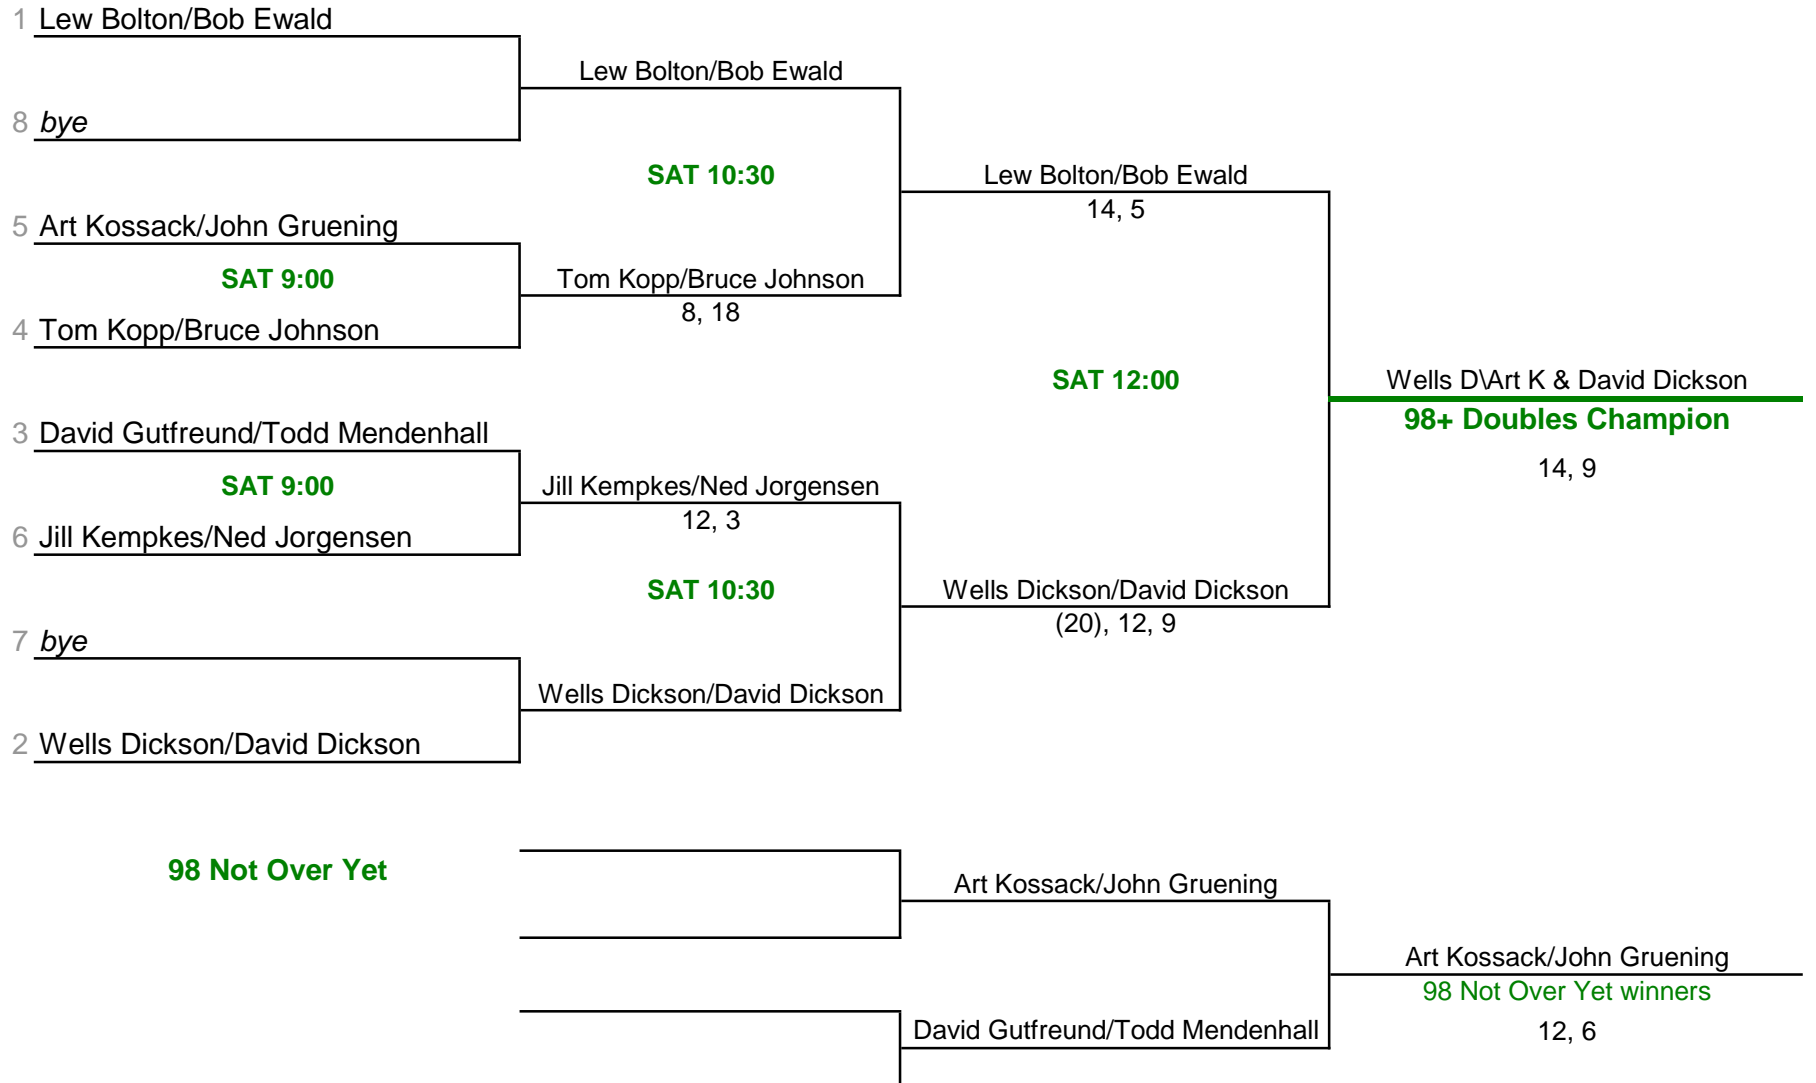 1 Lew Bolton/Bob Ewald
Lew Bolton/Bob Ewald
8 bye
SAT 10:30
Lew Bolton/Bob Ewald
14, 5
5 Art Kossack/John Gruening
SAT 9:00
Tom Kopp/Bruce Johnson
8, 18
4 Tom Kopp/Bruce Johnson
SAT 12:00
Wells D\Art K & David Dickson
98+ Doubles Champion
14, 9
3 David Gutfreund/Todd Mendenhall
SAT 9:00
Jill Kempkes/Ned Jorgensen
12, 3
6 Jill Kempkes/Ned Jorgensen
SAT 10:30
Wells Dickson/David Dickson
(20), 12, 9
7 bye
Wells Dickson/David Dickson
2 Wells Dickson/David Dickson
98 Not Over Yet
Art Kossack/John Gruening
Art Kossack/John Gruening
98 Not Over Yet winners
12, 6
David Gutfreund/Todd Mendenhall